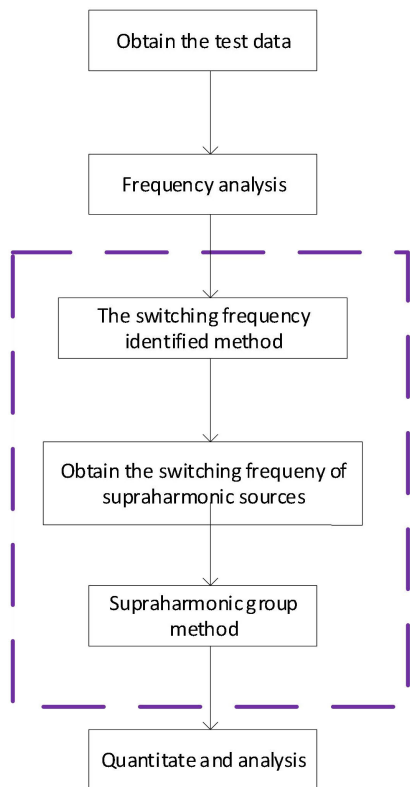 Obtain the test data
Frequency analysis
The switching frequency
identified method
Obtain the switching frequeny of
supraharmonic sources
Supraharmonic group
method
Quantitate and analysis